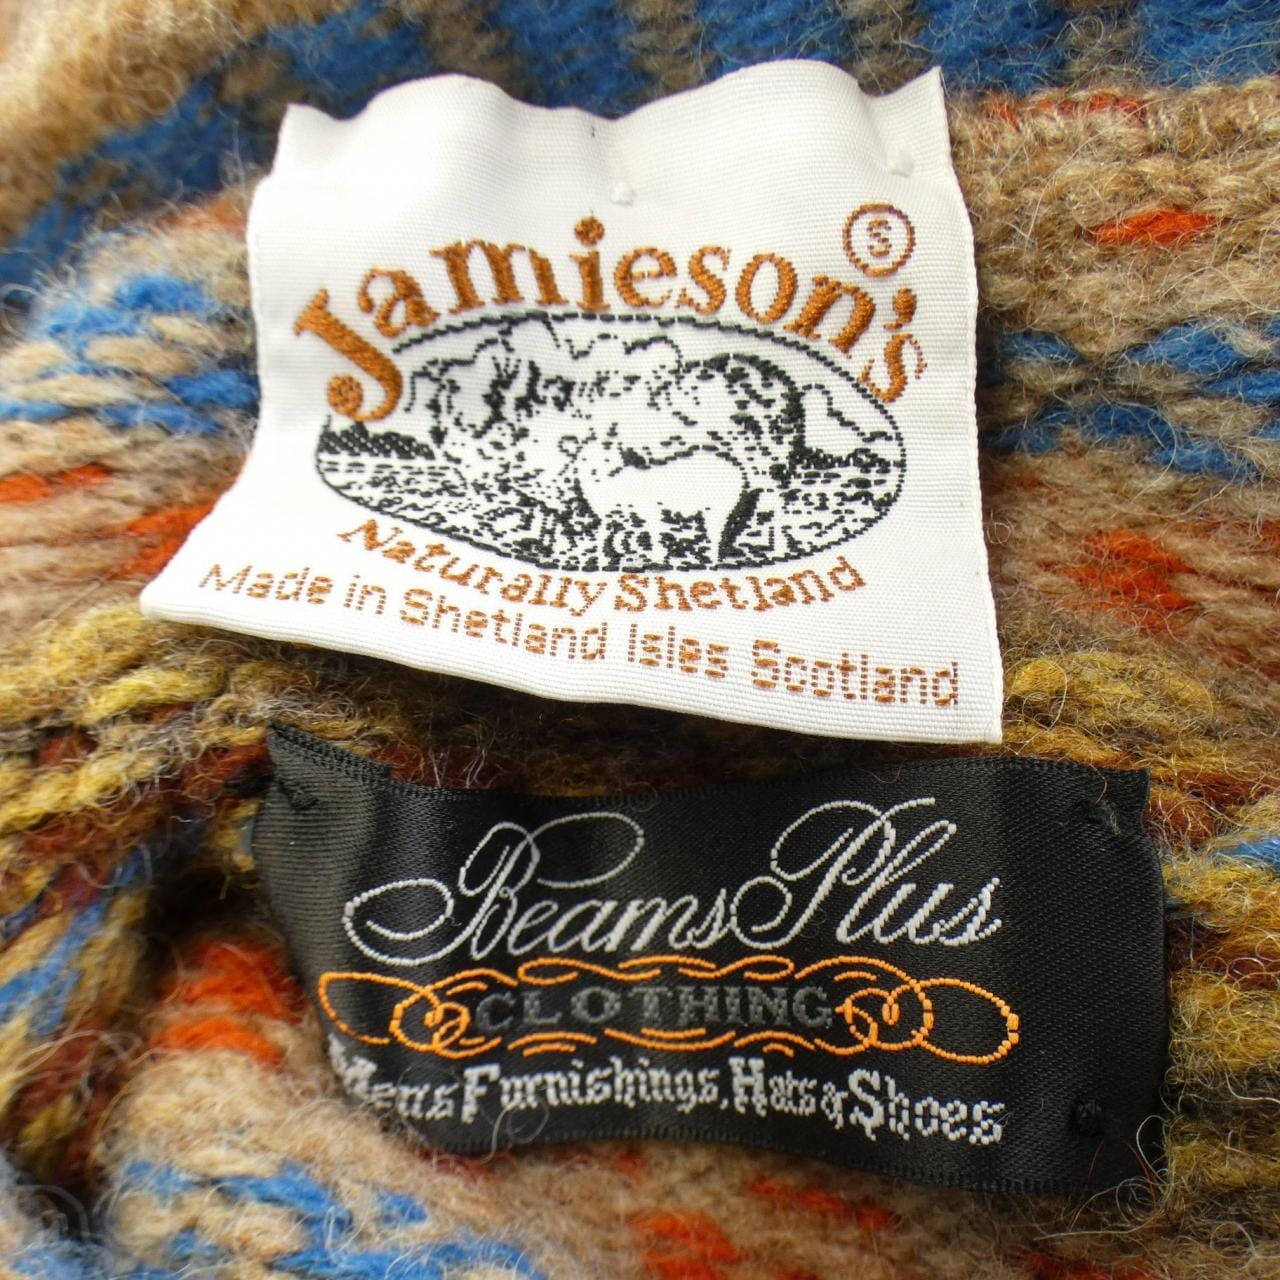 Jamieson's
S
Naturally Shetland
Made in Shetland Isles Scotland
Beams Plus
CLOTHING
Mens Furnishings, Hats & Shoes